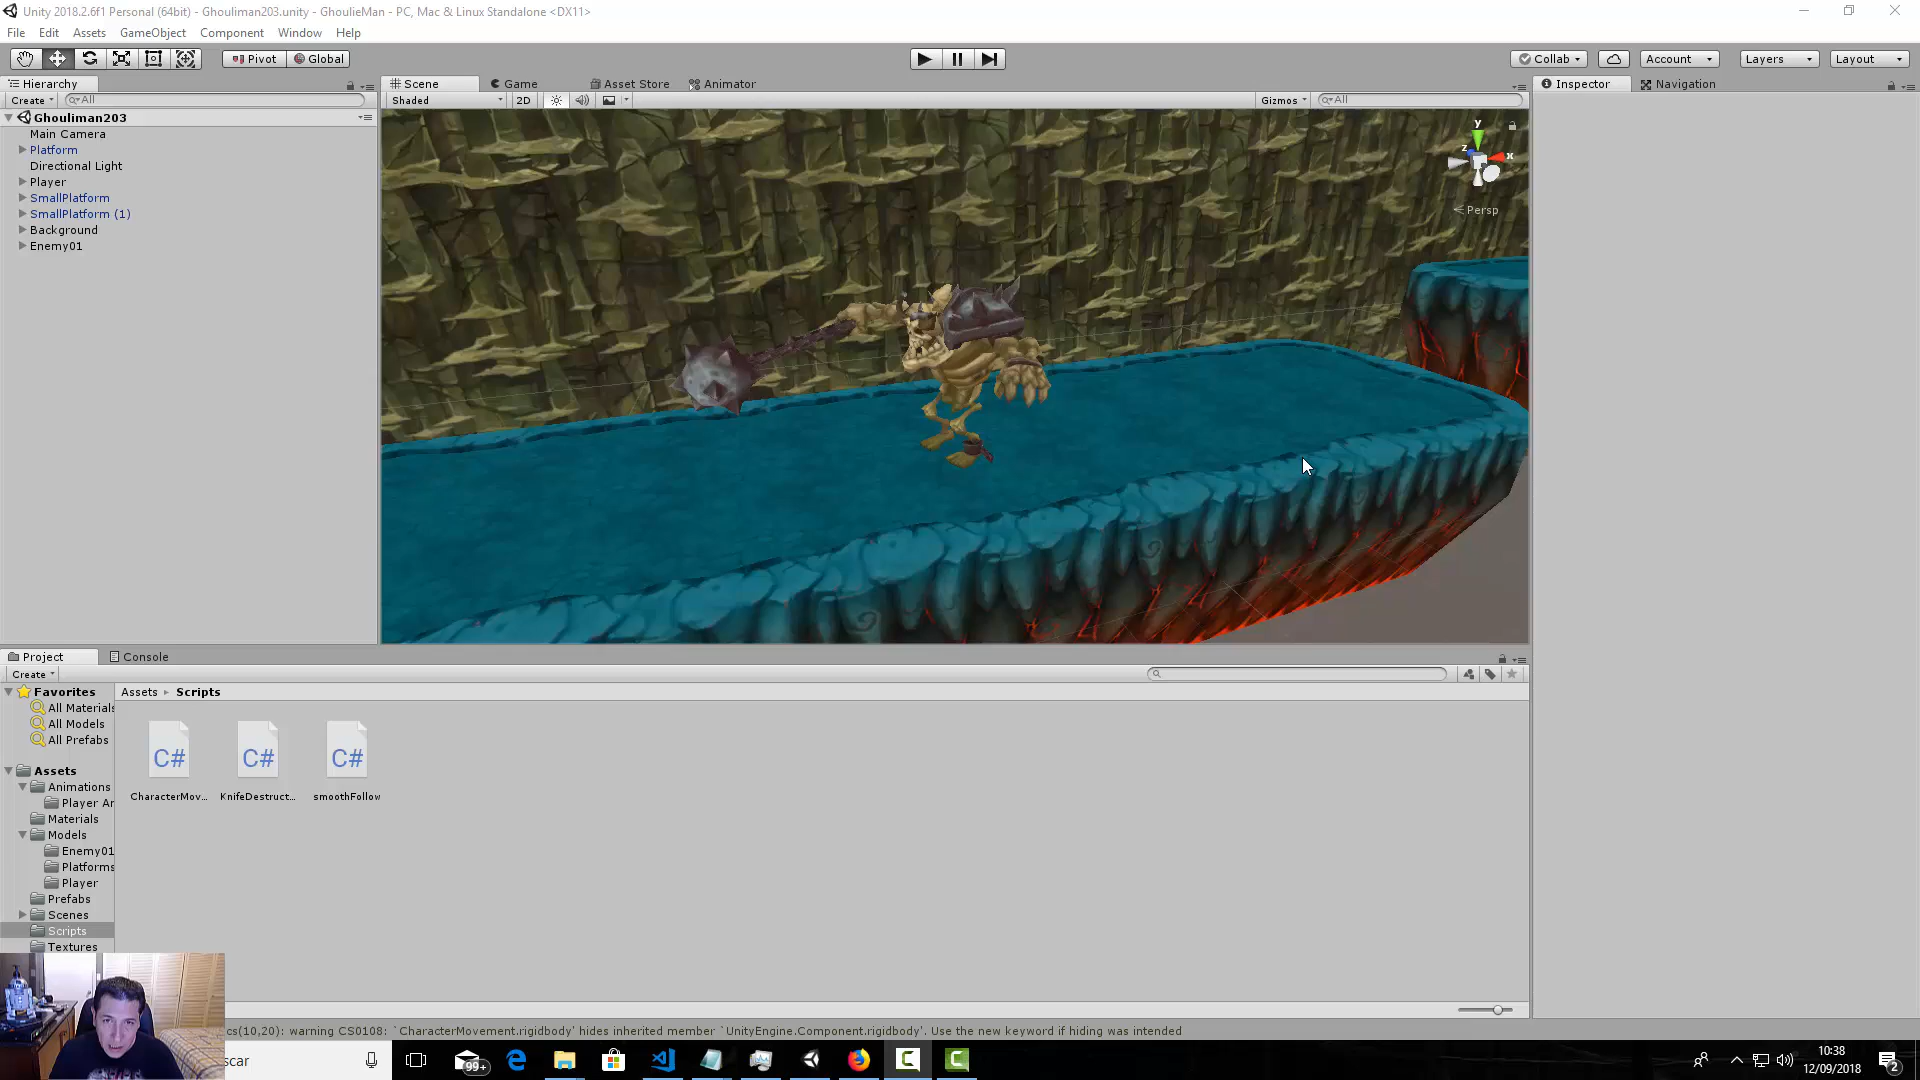 Unity 2018.2.6f1 Personal (64bit) - Ghouliman203.unity - GhoulieMan - PC, Mac & Linux Standalone <DX11>
File Edit Assets GameObject Component Window Help
Pivot Global Collab Account Layers Layout
Hierarchy Scene Game Asset Store Animator Inspector Navigation
Create All Shaded 2D Gizmos All
Ghouliman203
Main Camera
Platform
Directional Light
Player
SmallPlatform
SmallPlatform (1)
Background
Enemy01
y
z x
Persp
Project Console
Create
Favorites Assets Scripts
All Materials
All Models
All Prefabs
C# C# C#
CharacterMov... KnifeDestruct... smoothFollow
Assets
Animations
Player Ar
Materials
Models
Enemy01
Platforms
Player
Prefabs
Scenes
Scripts
Textures
cs(10,20): warning CS0108: `CharacterMovement.rigidbody' hides inherited member `UnityEngine.Component.rigidbody'. Use the new keyword if hiding was intended
scar 99+ 10:38
12/09/2018 2